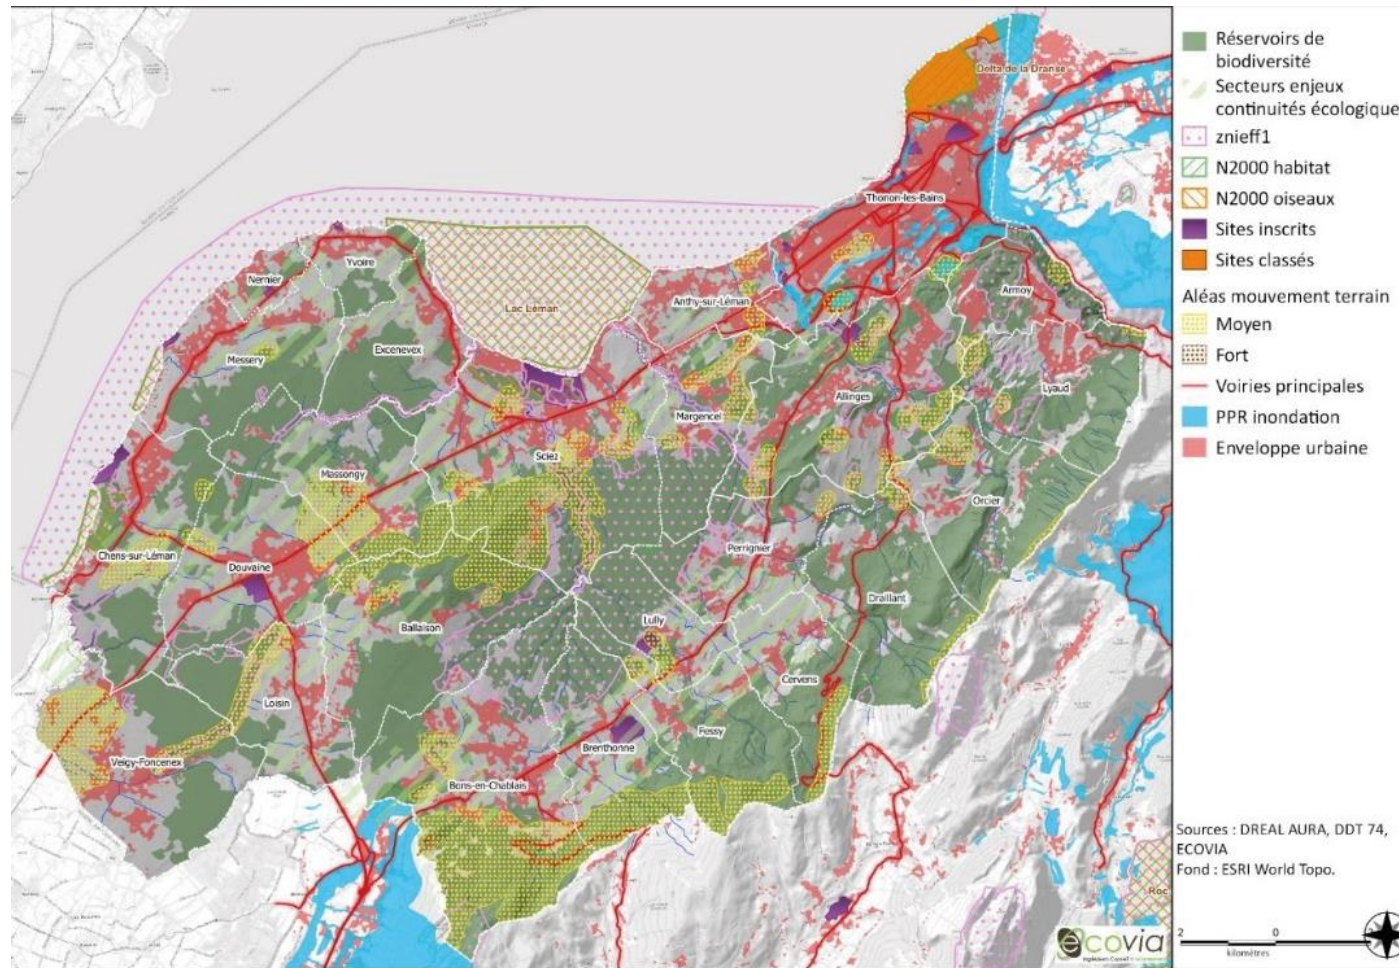 Delta de la Dranse
Thonon-les-Bains
Yvoire
Nernier
Anthy-sur-Léman
Armoy
Lac Léman
Excenevex
Messery
Lyaud
Allinges
Margencel
Sciez
Massongy
Orcier
Perrignier
Chens-sur-Léman
Douvaine
Draillant
Ballaison
Lully
Cervens
Loisin
Fessy
Brenthonne
Veigy-Foncenex
Bons-en-Chablais
Roc
ecovia
Réservoirs de
biodiversité
Secteurs enjeux
continuités écologique
znieff1
N2000 habitat
N2000 oiseaux
Sites inscrits
Sites classés
Aléas mouvement terrain
Moyen
Fort
Voiries principales
PPR inondation
Enveloppe urbaine
Sources : DREAL AURA, DDT 74,
ECOVIA
Fond : ESRI World Topo.
2 0 2
kilomètres